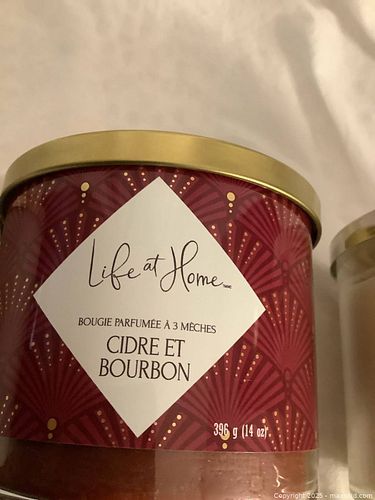 Life at Home
BOUGIE PARFUMÉE À 3 MÈCHES
CIDRE ET
BOURBON
396 g (14 oz)
Copyright 2025 - maxsold.com